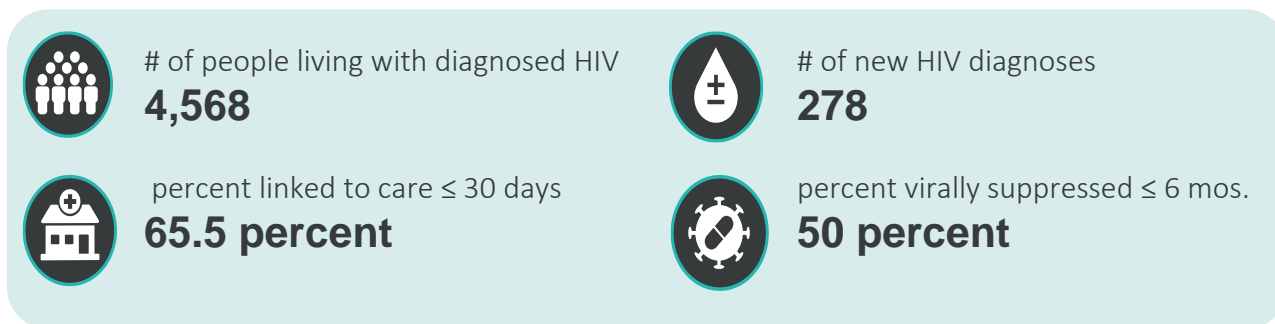 # of people living with diagnosed HIV
4,568
# of new HIV diagnoses
278
percent linked to care ≤ 30 days
65.5 percent
percent virally suppressed ≤ 6 mos.
50 percent